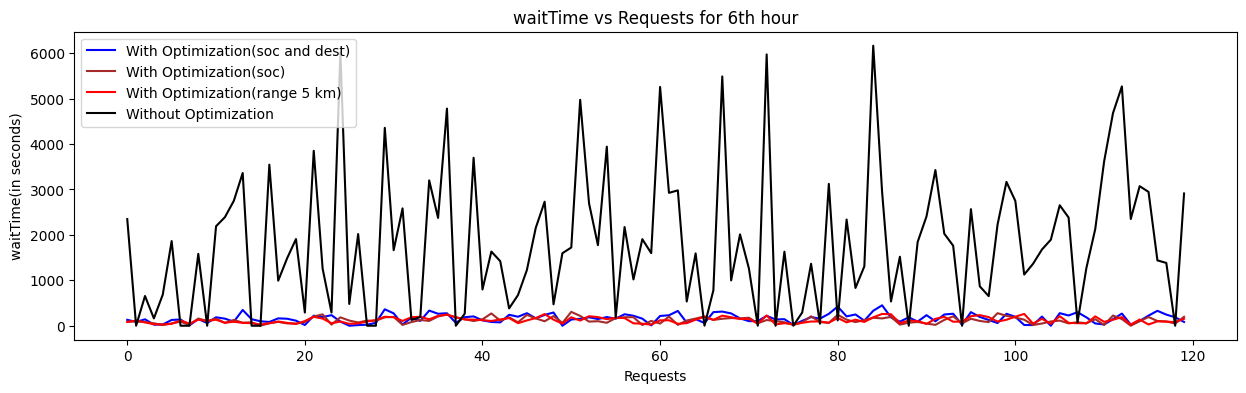 waitTime vs Requests for 6th hour
With Optimization(soc and dest)
With Optimization(soc)
With Optimization(range 5 km)
Without Optimization
waitTime(in seconds)
6000
5000
4000
3000
2000
1000
0
0 20 40 60 80 100 120
Requests